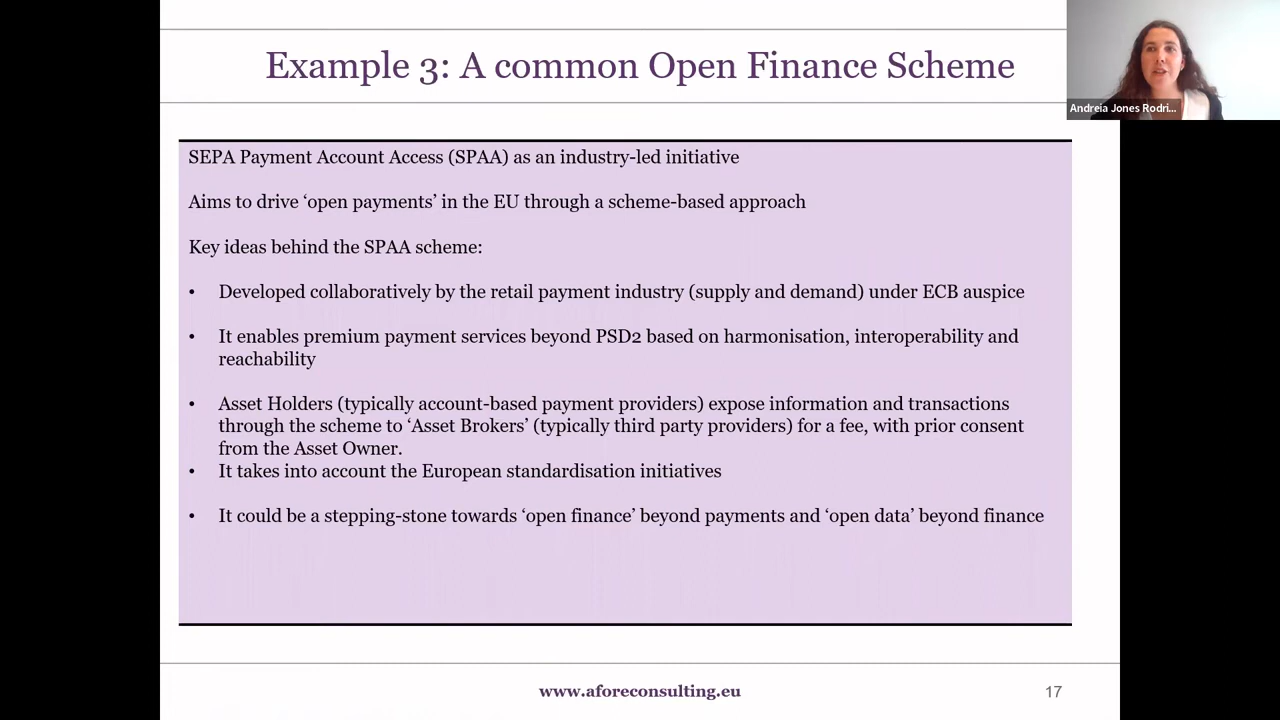 Example 3: A common Open Finance Scheme
Andreia Jones Rodri...
SEPA Payment Account Access (SPAA) as an industry-led initiative
Aims to drive ‘open payments’ in the EU through a scheme-based approach
Key ideas behind the SPAA scheme:
• Developed collaboratively by the retail payment industry (supply and demand) under ECB auspice
• It enables premium payment services beyond PSD2 based on harmonisation, interoperability and
reachability
• Asset Holders (typically account-based payment providers) expose information and transactions
through the scheme to ‘Asset Brokers’ (typically third party providers) for a fee, with prior consent
from the Asset Owner.
• It takes into account the European standardisation initiatives
• It could be a stepping-stone towards ‘open finance’ beyond payments and ‘open data’ beyond finance
www.aforeconsulting.eu
17